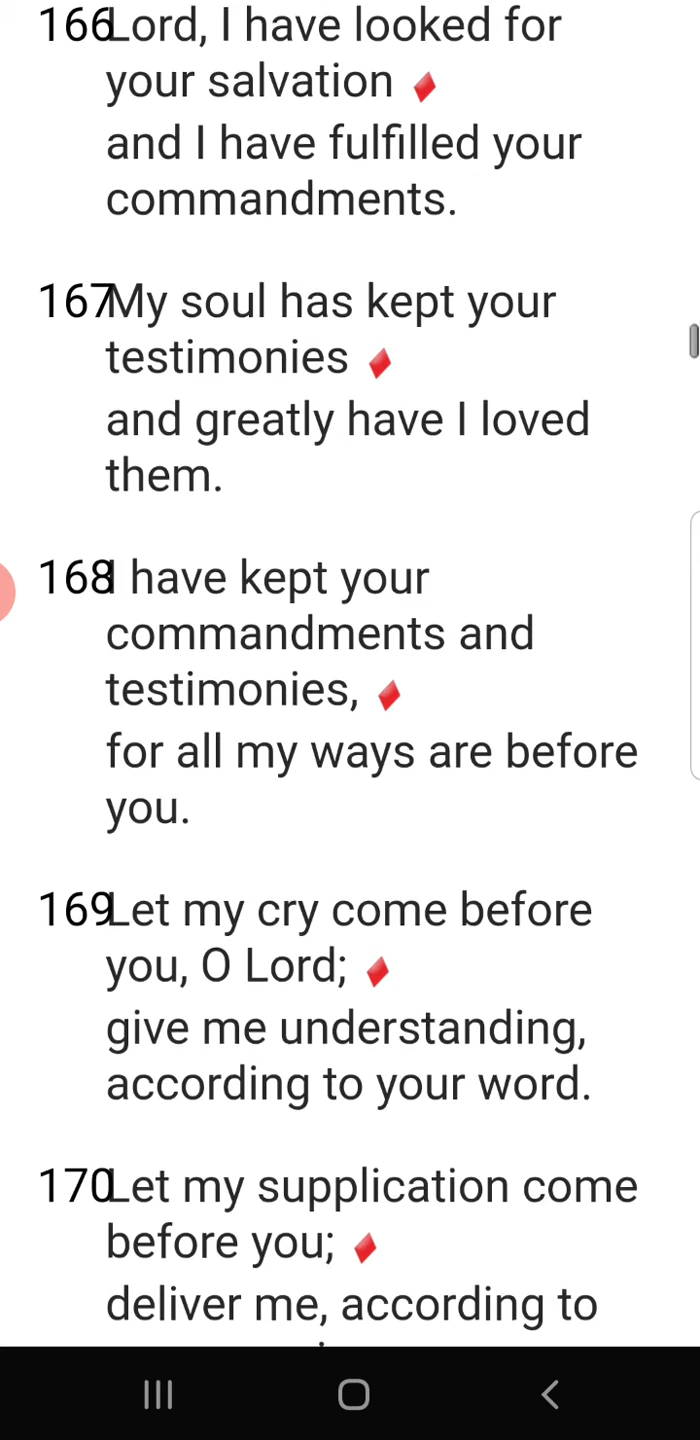 166Lord, I have looked for
your salvation ♦
and I have fulfilled your
commandments.
167My soul has kept your
testimonies ♦
and greatly have I loved
them.
168I have kept your
commandments and
testimonies, ♦
for all my ways are before
you.
169Let my cry come before
you, O Lord; ♦
give me understanding,
according to your word.
170Let my supplication come
before you; ♦
deliver me, according to